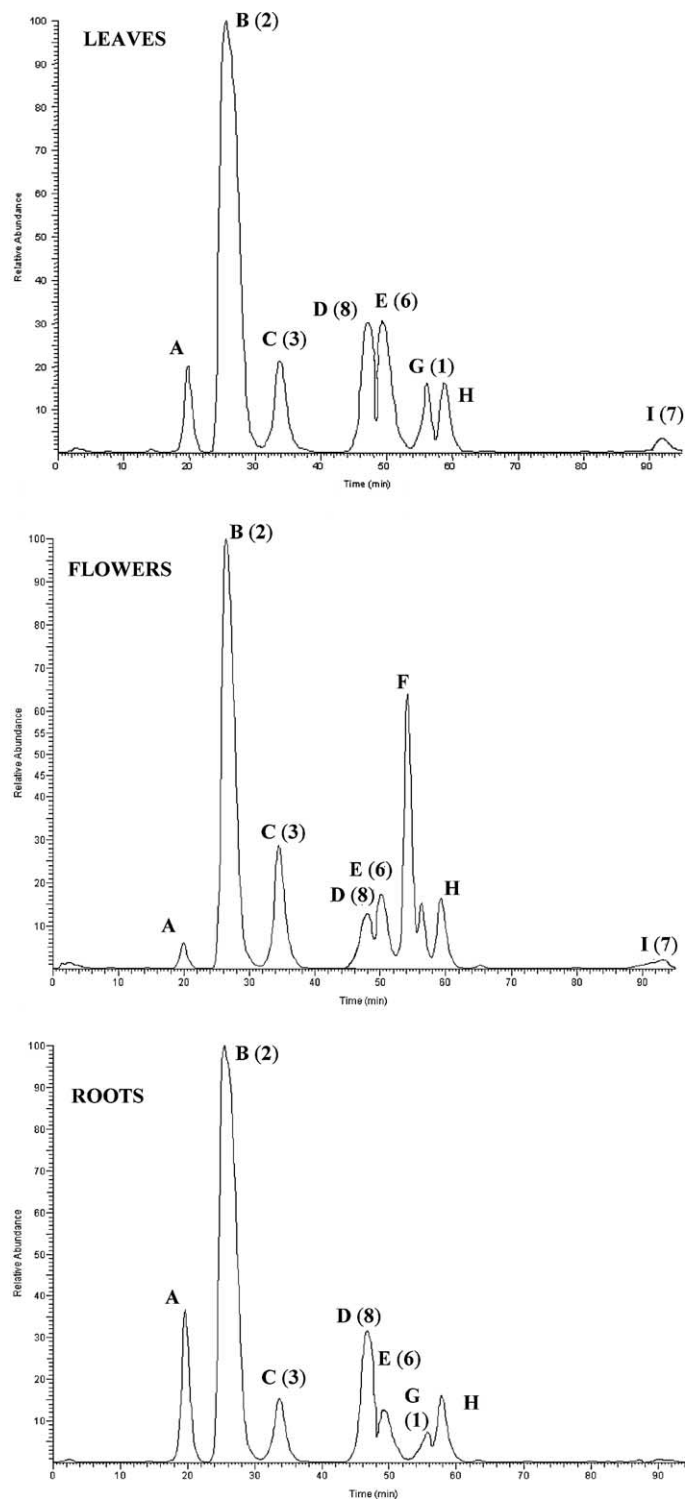 LEAVES
B (2)
D (8)
E (6)
C (3)
A
G (1)
H
I (7)
100
90
80
70
60
50
40
30
20
10
Relative Abundance
0 10 20 30 40 50 60 70 80 90
Time (min)
FLOWERS
B (2)
F
C (3)
E (6)
D (8)
H
A
I (7)
100
90
80
70
65
60
55
50
45
40
30
20
10
Relative Abundance
0 10 20 30 40 50 60 70 80 90
Time (min)
ROOTS
B (2)
A
D (8)
E (6)
C (3)
G
(1)
H
100
90
80
70
60
50
40
30
20
10
Relative Abundance
0 10 20 30 40 50 60 70 80 90
Time (min)